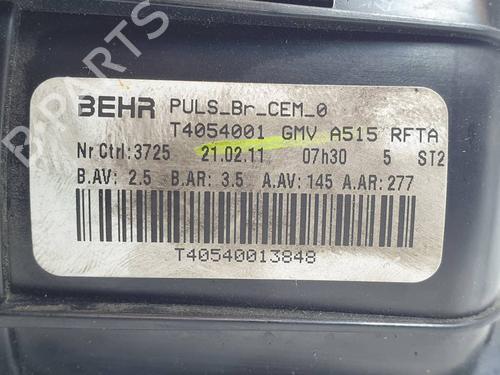 BEHR PULS_Br_CEM_0
T4054001 GMV A515 RFTA
Nr Ctrl:3725 21.02.11 07h30 5 ST2
B.AV: 2.5 B.AR: 3.5 A.AV: 145 A.AR: 277
T40540013848